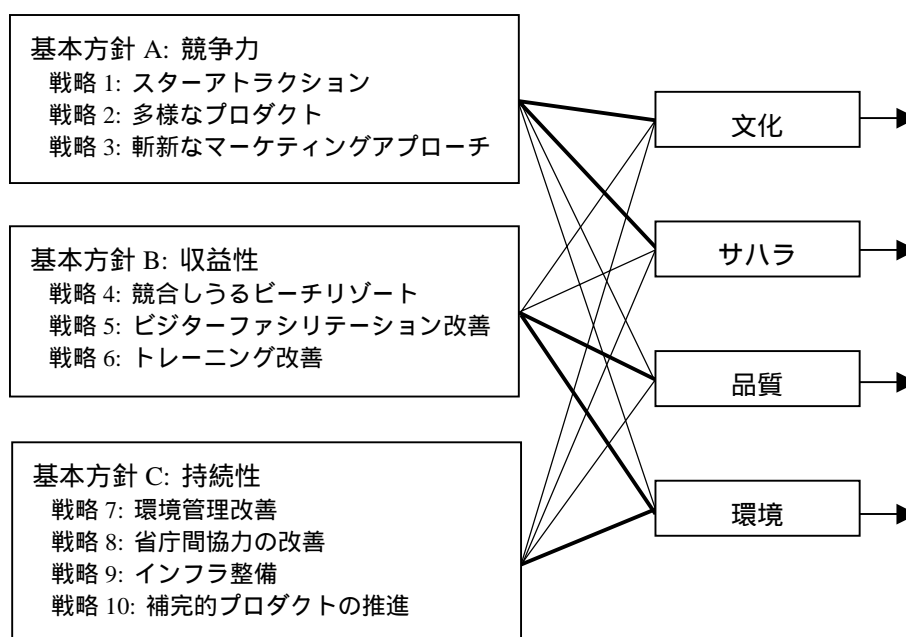 基本方針 A: 競争力
戦略 1: スターアトラクション
戦略 2: 多様なプロダクト
戦略 3: 斬新なマーケティングアプローチ
基本方針 B: 収益性
戦略 4: 競合しうるビーチリゾート
戦略 5: ビジターファシリテーション改善
戦略 6: トレーニング改善
基本方針 C: 持続性
戦略 7: 環境管理改善
戦略 8: 省庁間協力の改善
戦略 9: インフラ整備
戦略 10: 補完的プロダクトの推進
文化
サハラ
品質
環境